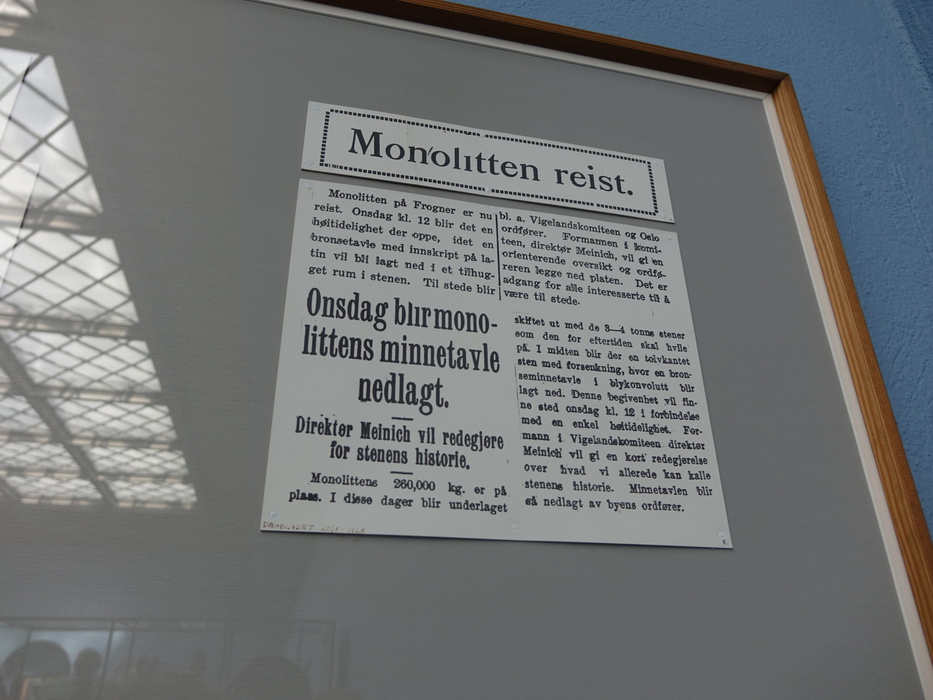 Monolitten reist.
Monolitten på Frogner er nu
reist. Onsdag kl. 12 blir det en
høitidelighet der oppe, idet en
bronsetavle med innskript på la-
tin vil bli lagt ned i et tilhug-
get rum i stenen. Til stede blir
bl. a. Vigelandskomiteen og Oslo
ordfører. Formannen i komi-
teen, direktør Meinich, vil gi en
orienterende oversikt og ordfø-
reren legge ned platen. Det er
adgang for alle interesserte til å
være til stede.
Onsdag blir mono-
littens minnetavle
nedlagt.
Direktør Meinich vil redegjøre
for stenens historie.
Monolittens 260,000 kg. er på
plass. I disse dager blir underlaget
skiftet ut med de 3—4 tonns stener
som den for eftertiden skal hvile
på. I midten blir der en tolvkantet
sten med forsenkning, hvor en bron-
seminnetavle i blykonvolutt blir
lagt ned. Denne begivenhet vil fin-
ne sted onsdag kl. 12 i forbindelse
med en enkel høitidelighet. For-
mann i Vigelandskomiteen direktør
Meinich vil gi en kort redegjørelse
over hvad vi allerede kan kalle
stenens historie. Minnetavlen blir
så nedlagt av byens ordfører.
DAGBLADET